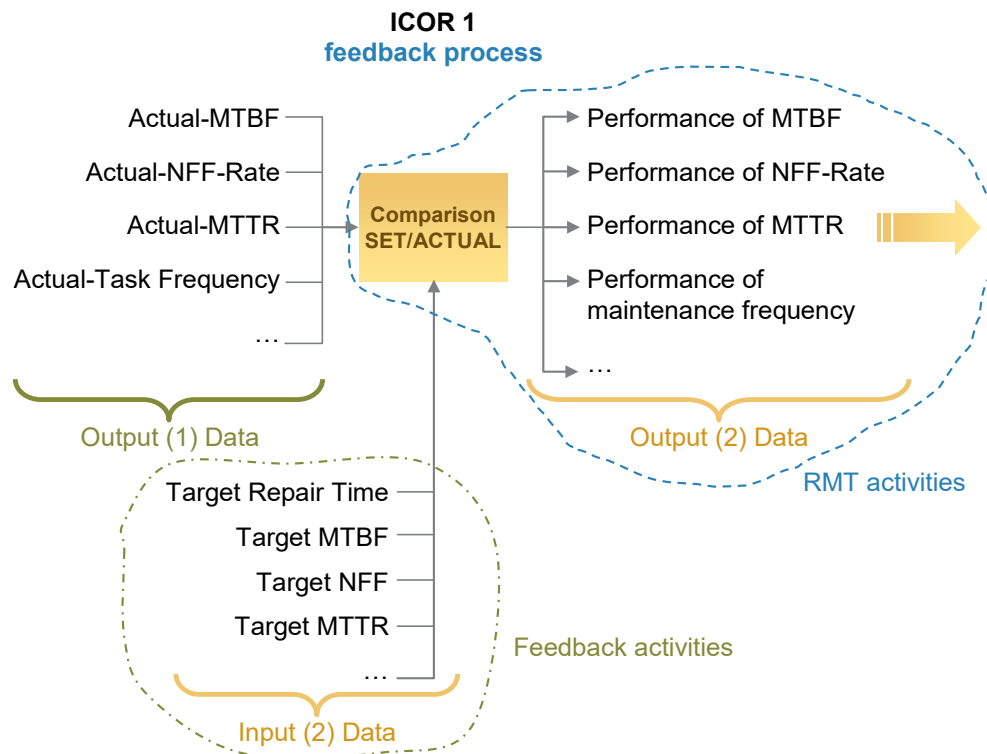 ICOR 1
feedback process
Actual-MTBF
Actual-NFF-Rate
Actual-MTTR
Actual-Task Frequency
...
Output (1) Data
Comparison
SET/ACTUAL
Performance of MTBF
Performance of NFF-Rate
Performance of MTTR
Performance of
maintenance frequency
...
Output (2) Data
RMT activities
Target Repair Time
Target MTBF
Target NFF
Target MTTR
...
Input (2) Data
Feedback activities